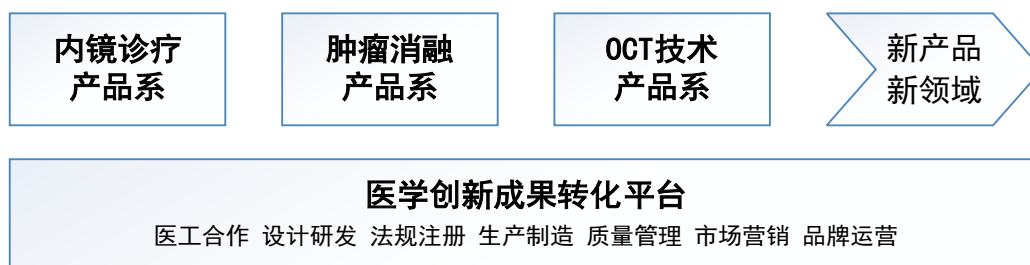 内镜诊疗
产品系
肿瘤消融
产品系
OCT技术
产品系
新产品
新领域
医学创新成果转化平台
医工合作 设计研发 法规注册 生产制造 质量管理 市场营销 品牌运营